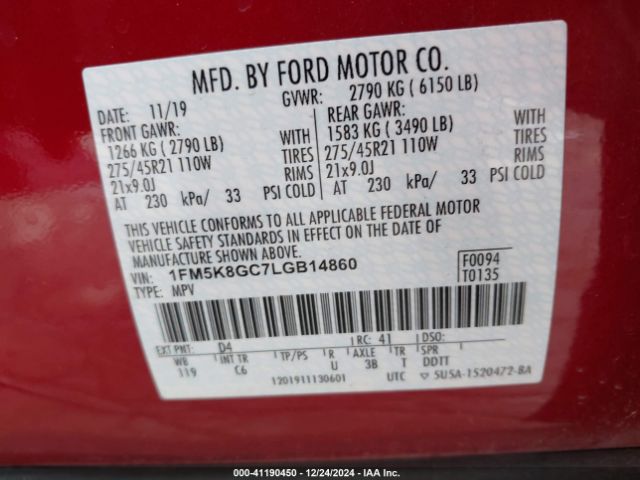 MFD. BY FORD MOTOR CO.
DATE: 11/19 GVWR: 2790 KG ( 6150 LB)
FRONT GAWR: REAR GAWR:
1266 KG ( 2790 LB) WITH 1583 KG ( 3490 LB) WITH
275/45R21 110W TIRES 275/45R21 110W TIRES
21x9.0J RIMS 21x9.0J RIMS
AT 230 kPa/ 33 PSI COLD AT 230 kPa/ 33 PSI COLD
THIS VEHICLE CONFORMS TO ALL APPLICABLE FEDERAL MOTOR
VEHICLE SAFETY STANDARDS IN EFFECT ON THE DATE OF
MANUFACTURE SHOWN ABOVE.
VIN: 1FM5K8GC7LGB14860 F0094
TYPE: MPV T0135
EXT PNT: D4 RC: 41 DSO:
WB INT TR TP/PS R AXLE TR SPR
119 C6 U 3B T DDTT
1201911130601 UTC 5U5A-1520472-BA
© 2024 - 41190450 - 12/24/2024 - IAA Inc.